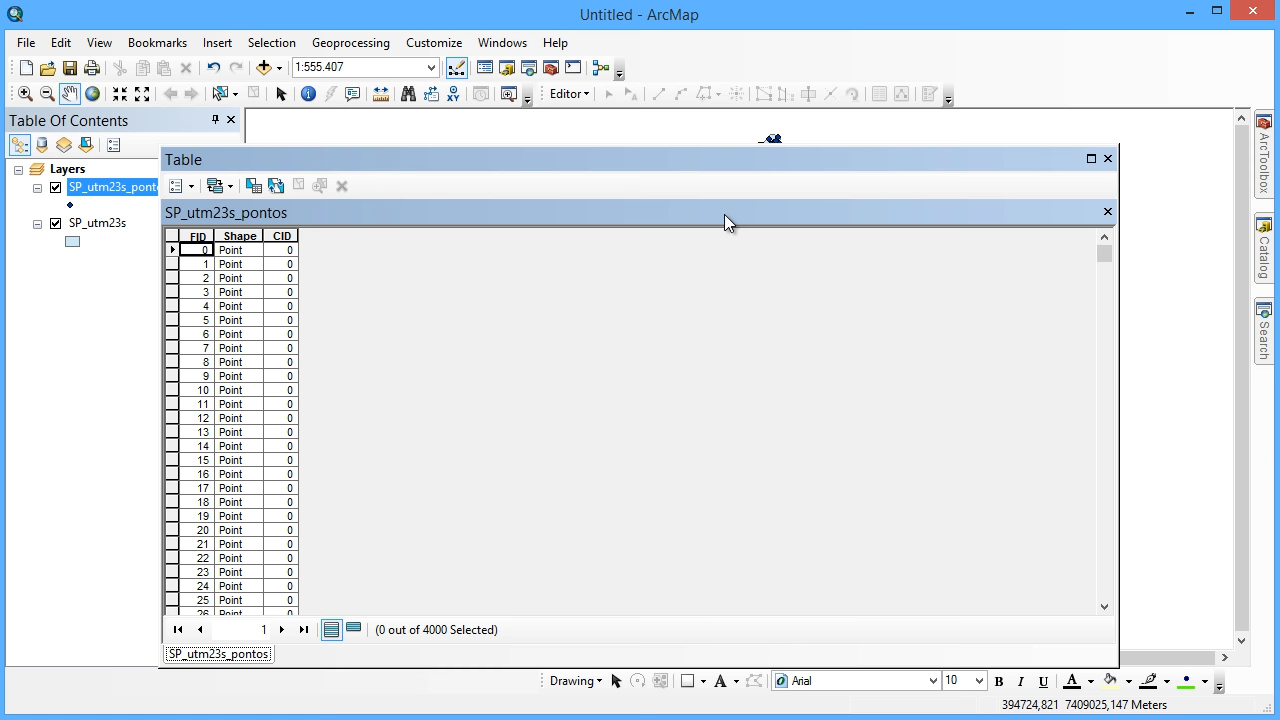 Untitled - ArcMap
File Edit View Bookmarks Insert Selection Geoprocessing Customize Windows Help
1:555.407
Editor
Table Of Contents
Layers
SP_utm23s_ponto
SP_utm23s
Table
SP_utm23s_pontos
FID Shape CID
0 Point 0
1 Point 0
2 Point 0
3 Point 0
4 Point 0
5 Point 0
6 Point 0
7 Point 0
8 Point 0
9 Point 0
10 Point 0
11 Point 0
12 Point 0
13 Point 0
14 Point 0
15 Point 0
16 Point 0
17 Point 0
18 Point 0
19 Point 0
20 Point 0
21 Point 0
22 Point 0
23 Point 0
24 Point 0
25 Point 0
26 Point 0
1 (0 out of 4000 Selected)
SP_utm23s_pontos
ArcToolbox
Catalog
Search
Drawing A Arial 10 B I U A
394724,821 7409025,147 Meters